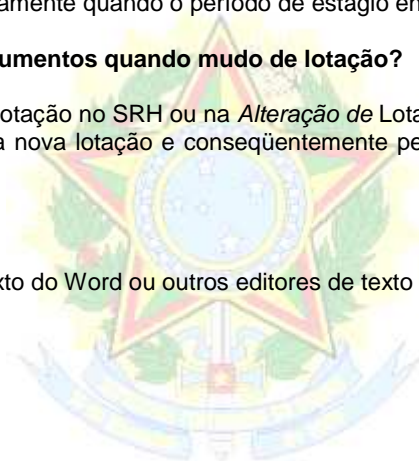 amente quando o período de estágio en
umentos quando mudo de lotação?
otação no SRH ou na Alteração de Lota
a nova lotação e conseqüentemente pe
xto do Word ou outros editores de texto